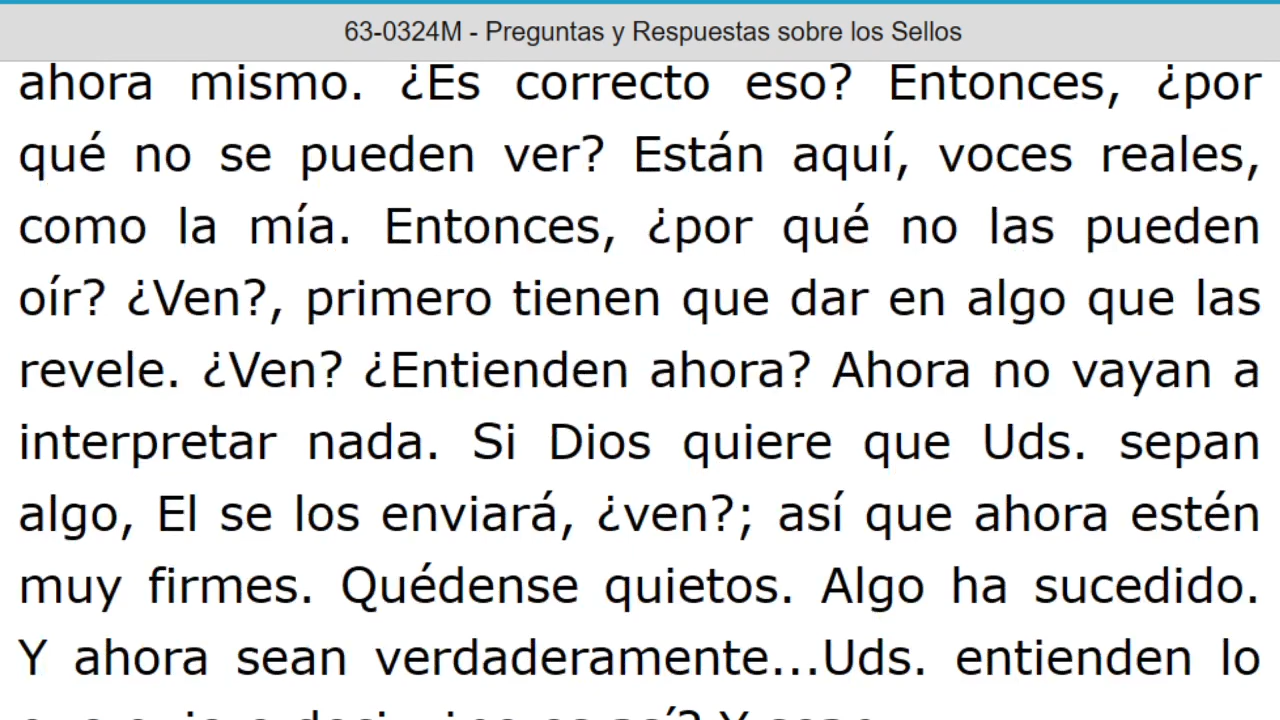 63-0324M - Preguntas y Respuestas sobre los Sellos
ahora mismo. ¿Es correcto eso? Entonces, ¿por
qué no se pueden ver? Están aquí, voces reales,
como la mía. Entonces, ¿por qué no las pueden
oír? ¿Ven?, primero tienen que dar en algo que las
revele. ¿Ven? ¿Entienden ahora? Ahora no vayan a
interpretar nada. Si Dios quiere que Uds. sepan
algo, El se los enviará, ¿ven?; así que ahora estén
muy firmes. Quédense quietos. Algo ha sucedido.
Y ahora sean verdaderamente...Uds. entienden lo